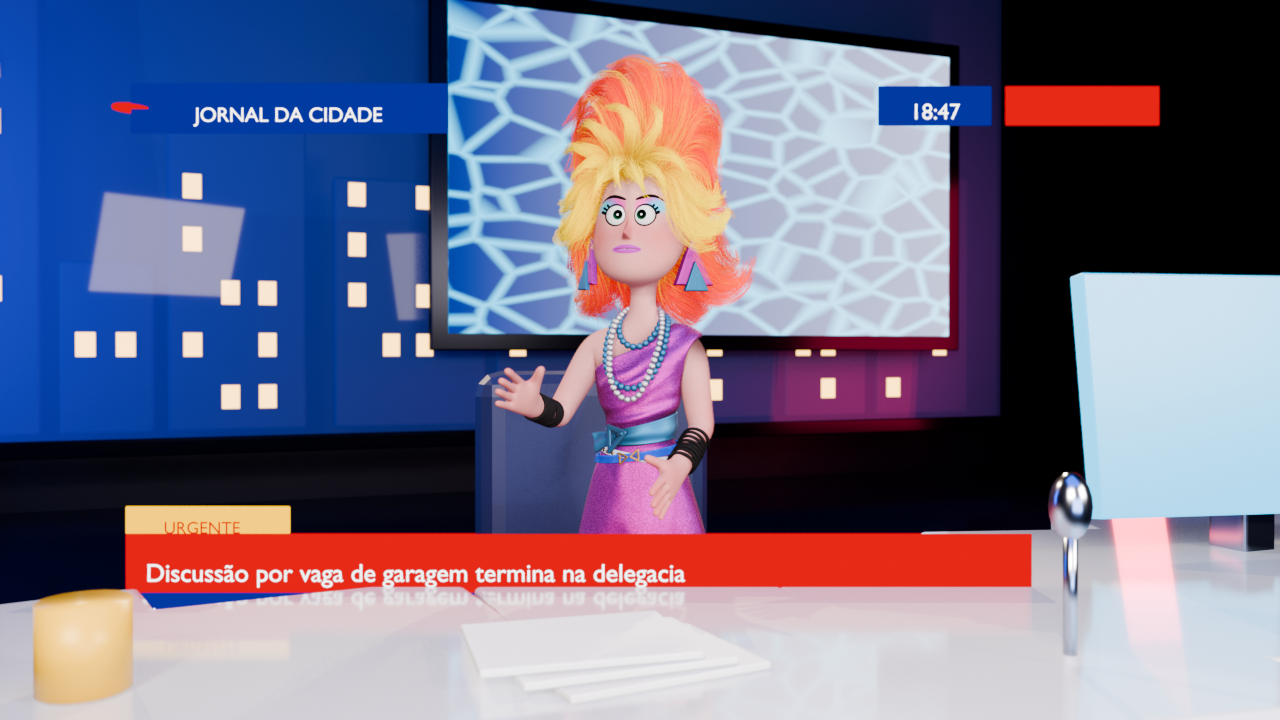 JORNAL DA CIDADE
18:47
URGENTE
Discussão por vaga de garagem termina na delegacia